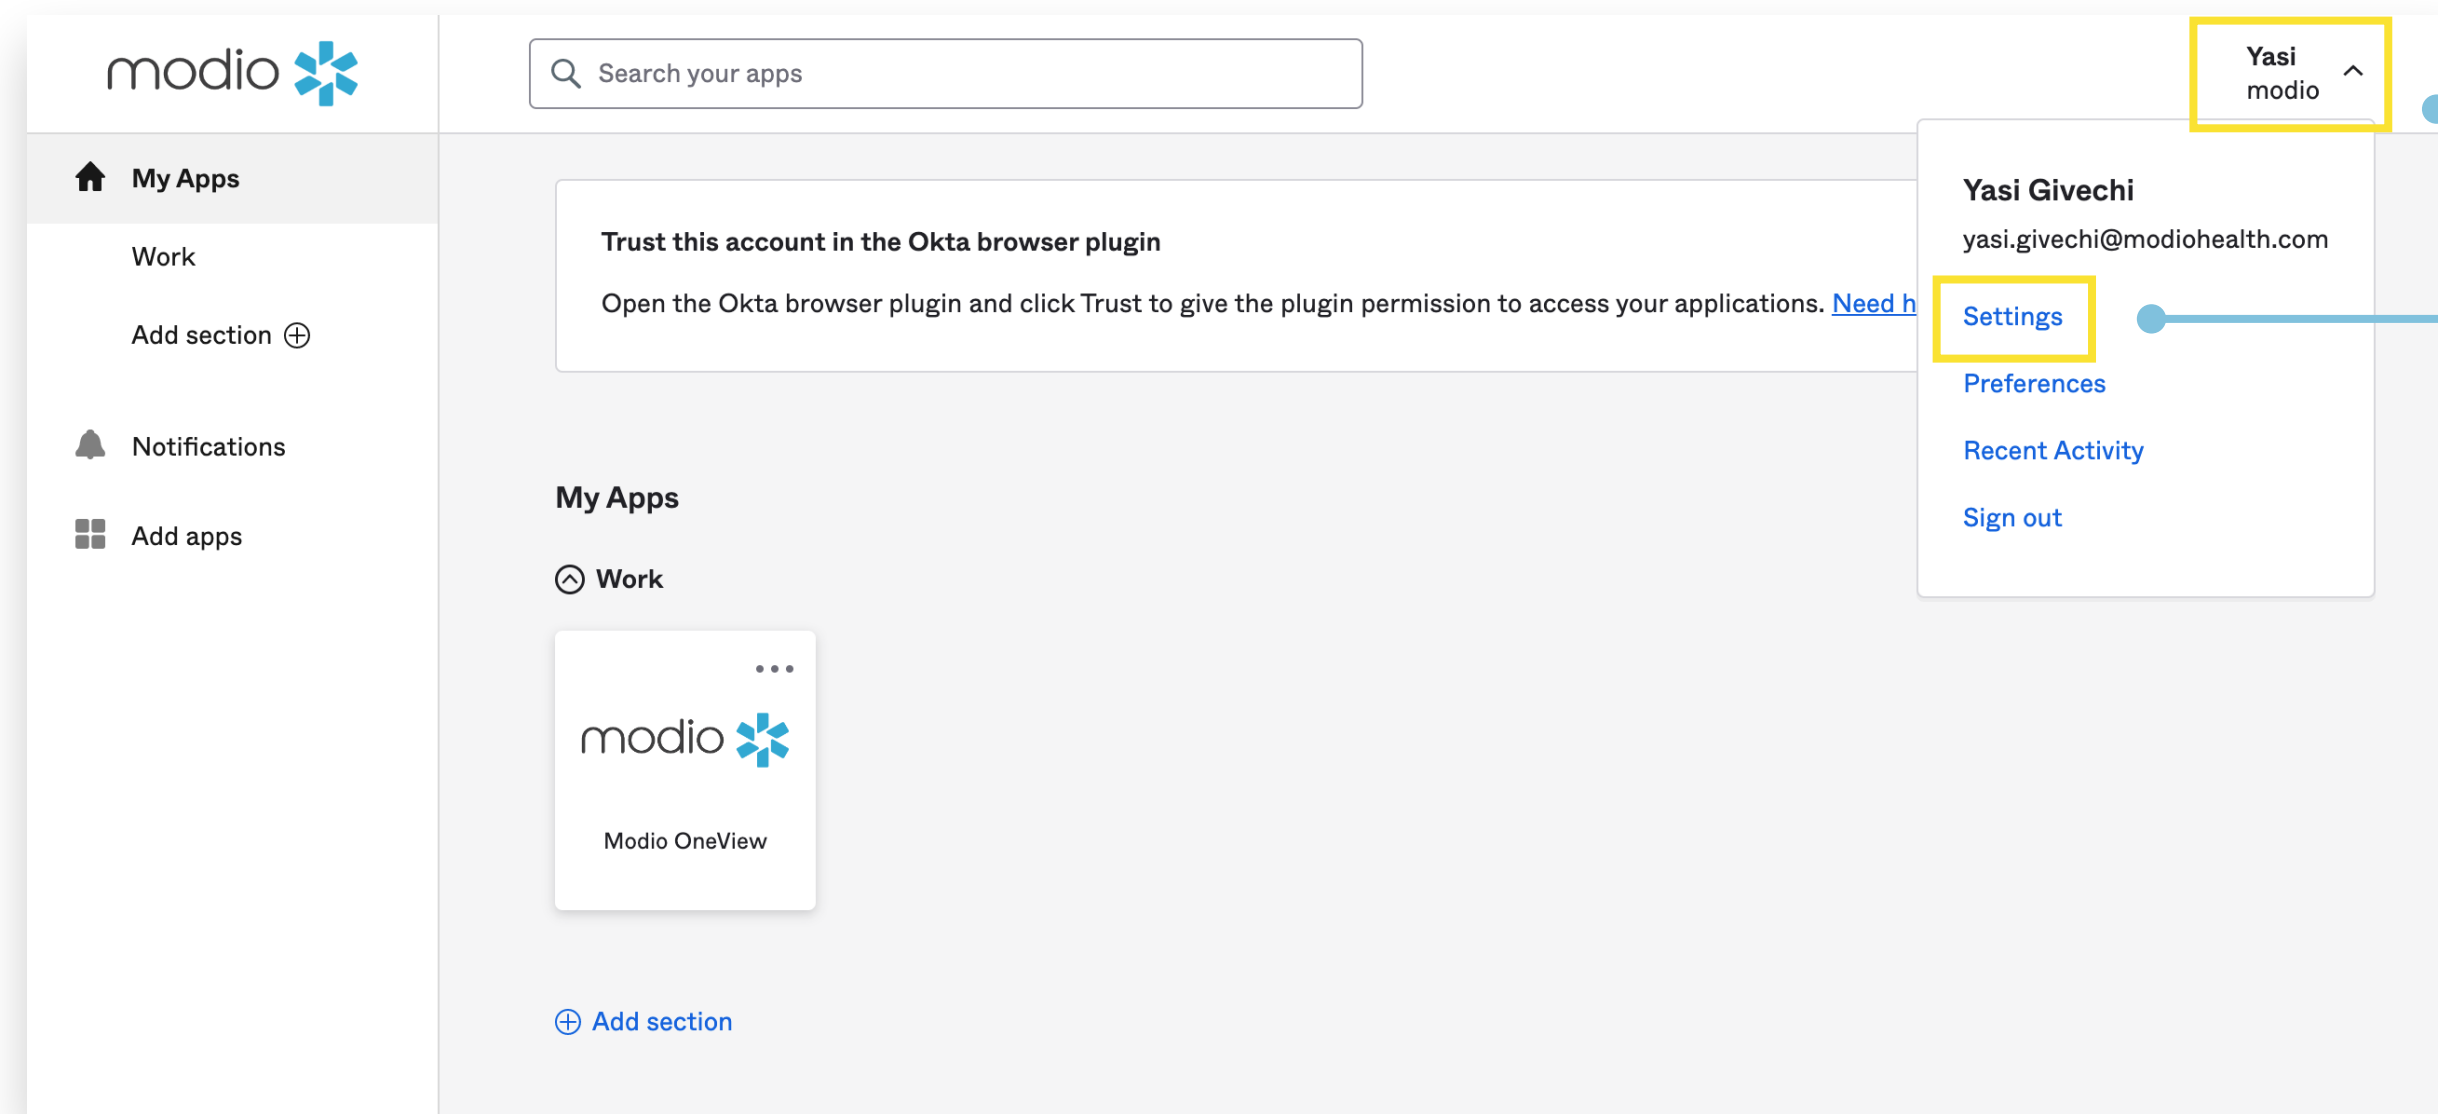 modio
Search your apps
Yasi
modio
My Apps
Work
Add section
Notifications
Add apps
Trust this account in the Okta browser plugin
Open the Okta browser plugin and click Trust to give the plugin permission to access your applications. Need h
Yasi Givechi
yasi.givechi@modiohealth.com
Settings
Preferences
Recent Activity
Sign out
My Apps
Work
modio
Modio OneView
Add section